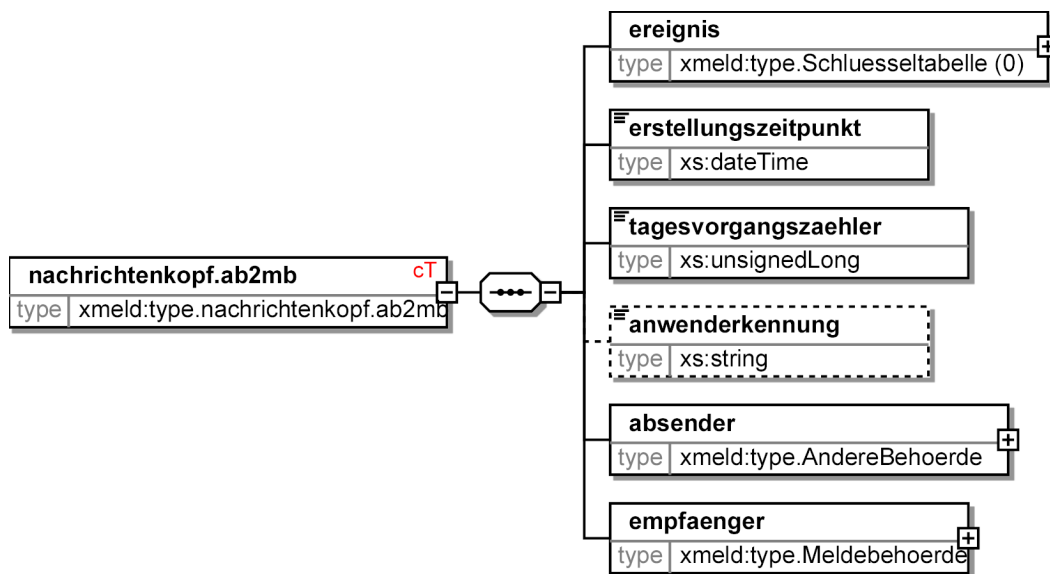 ereignis
type xmeld:type.Schluesseltabelle (0)
erstellungszeitpunkt
type xs:dateTime
tagesvorgangszaehler
type xs:unsignedLong
nachrichtenkopf.ab2mb cT
type xmeld:type.nachrichtenkopf.ab2mb
anwenderkennung
type xs:string
absender
type xmeld:type.AndereBehoerde
empfaenger
type xmeld:type.Meldebehoerde